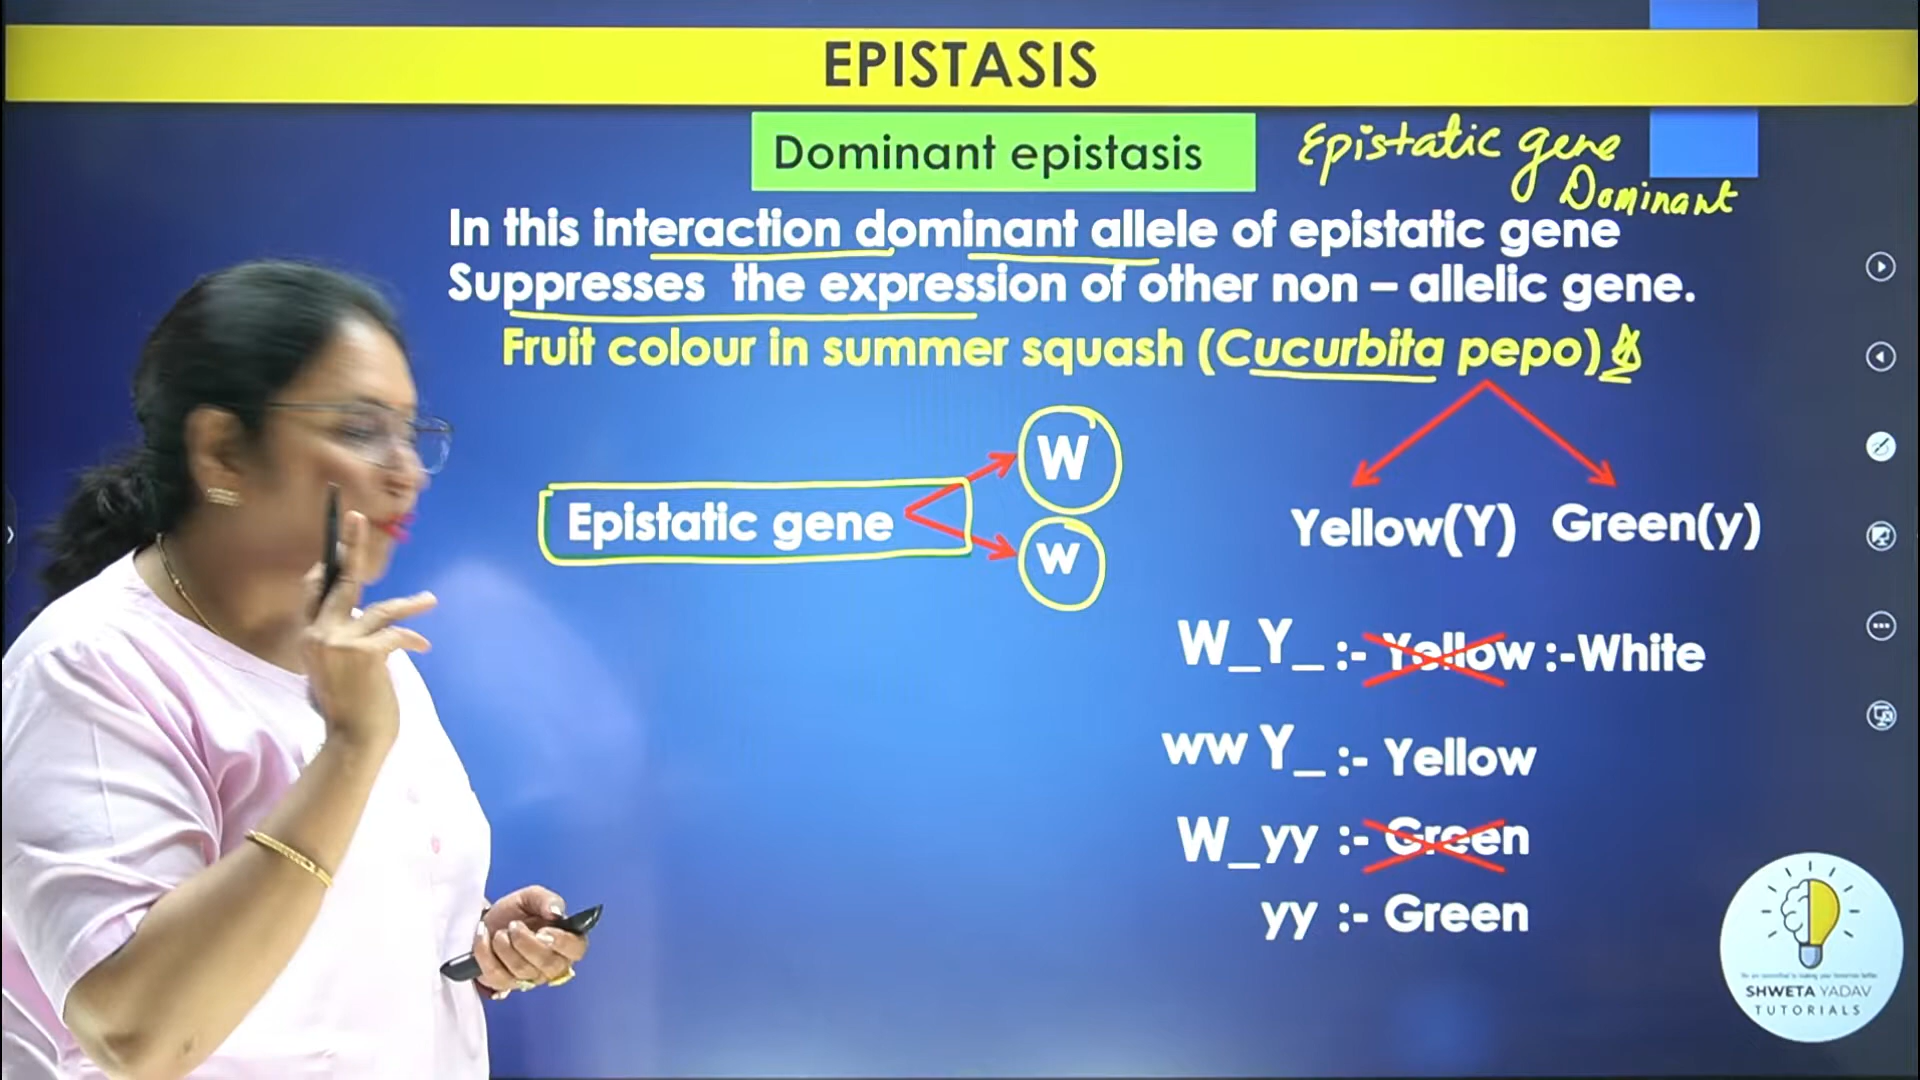 EPISTASIS
Dominant epistasis
Epistatic gene
Dominant
In this interaction dominant allele of epistatic gene
Suppresses the expression of other non – allelic gene.
Fruit colour in summer squash (Cucurbita pepo)
W
Epistatic gene
w
Yellow(Y) Green(y)
W_Y_ :- Yellow :-White
ww Y_ :- Yellow
W_yy :- Green
yy :- Green
SHWETA YADAV
TUTORIALS